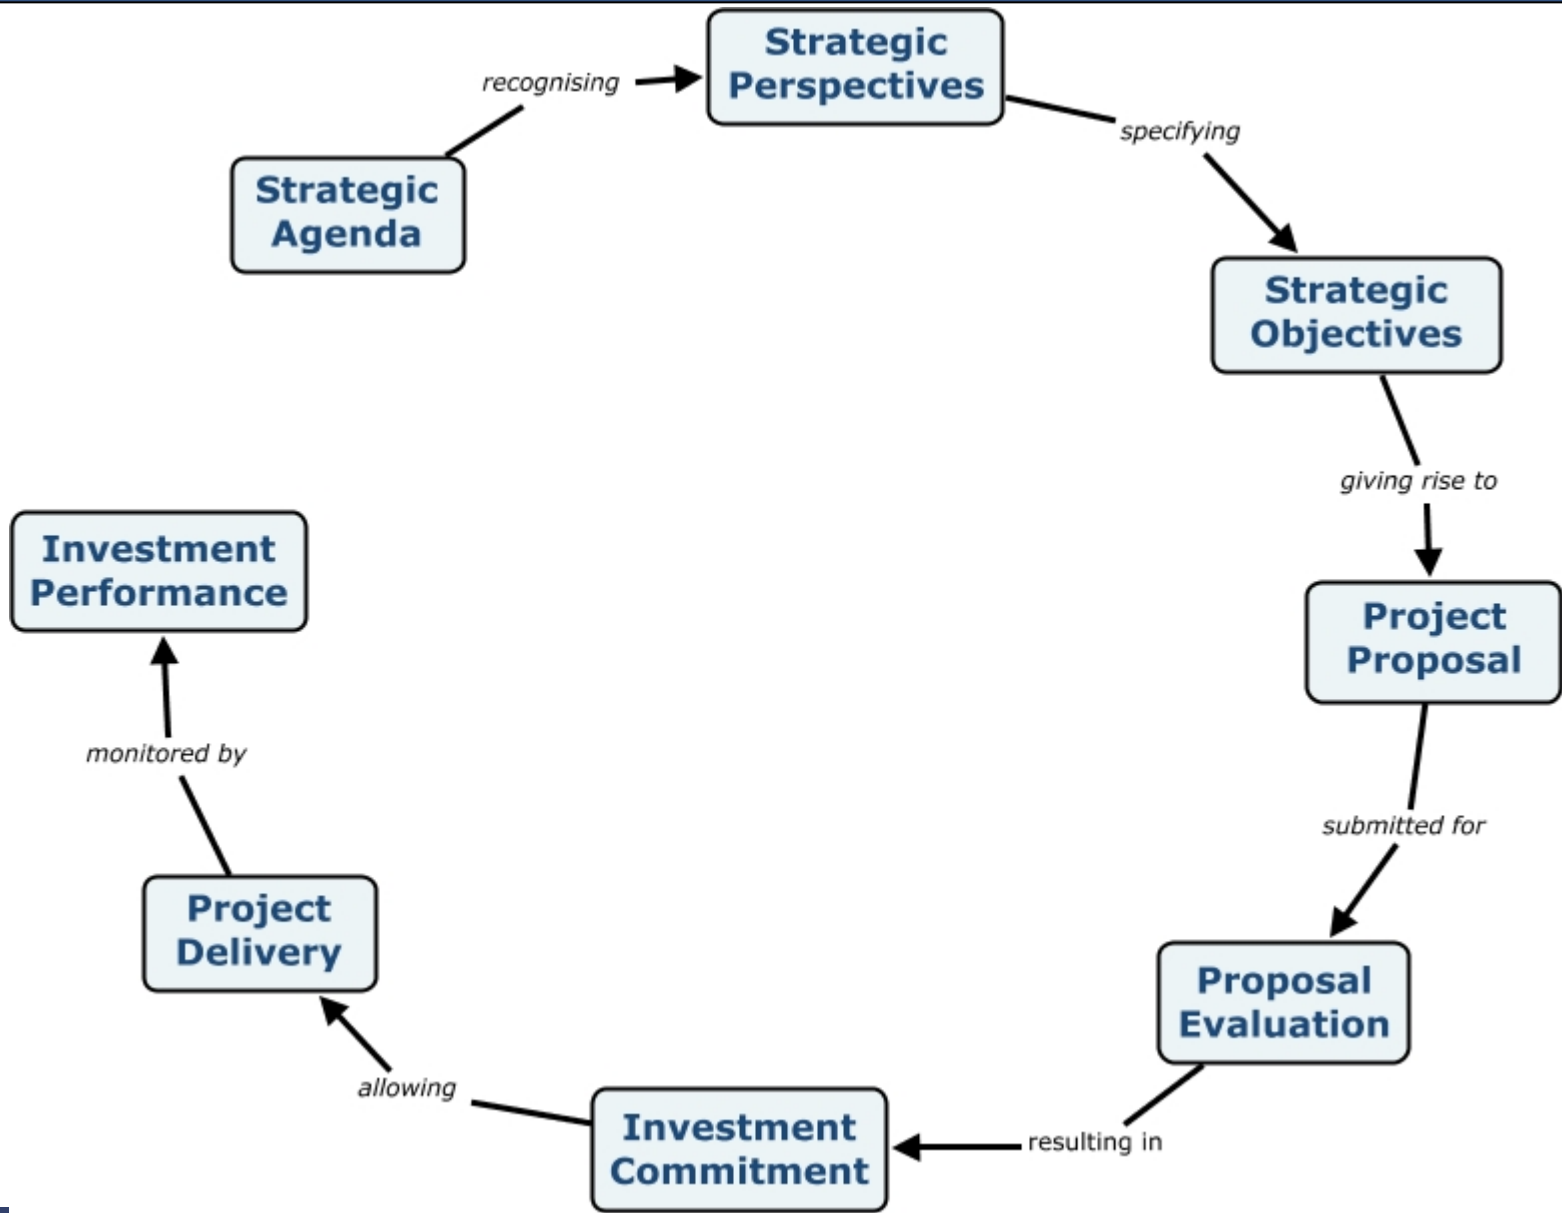 Strategic
Agenda
recognising
Strategic
Perspectives
specifying
Strategic
Objectives
giving rise to
Project
Proposal
submitted for
Proposal
Evaluation
resulting in
Investment
Commitment
allowing
Project
Delivery
monitored by
Investment
Performance